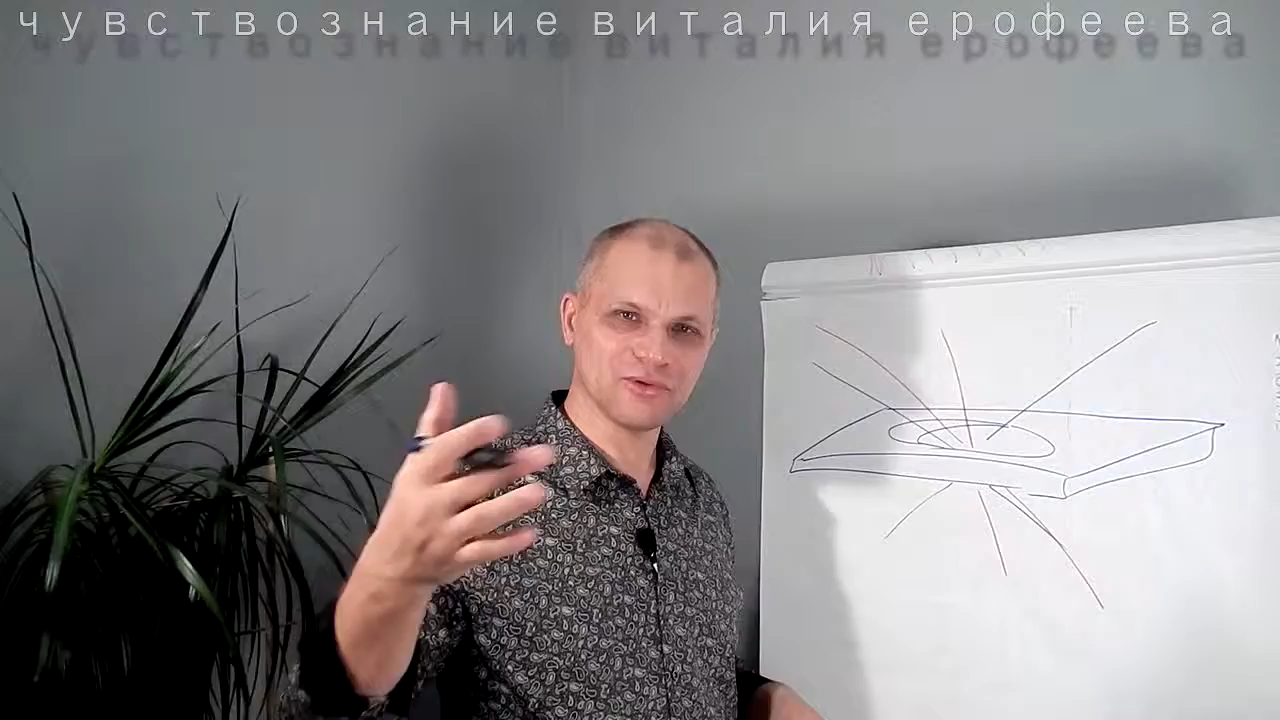 чувствознание виталия ерофеева